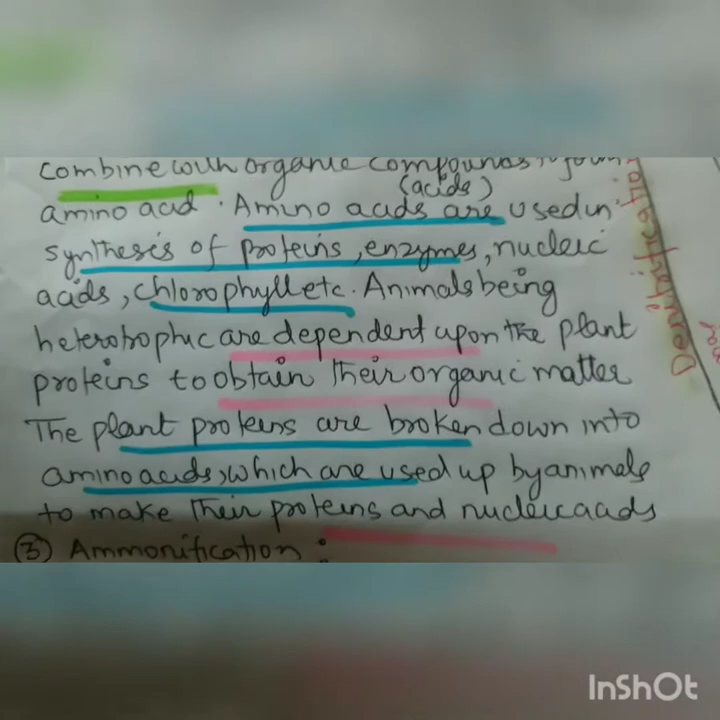 combine with organic compounds to form
(acids)
amino acid. Amino acids are used in
synthesis of proteins, enzymes, nucleic
acids, chlorophyll etc. Animals being
heterotrophic are dependent upon the plant
proteins to obtain their organic matter
The plant proteins are broken down into
amino acids, which are used up by animals
to make their proteins and nucleic acids
③ Ammonification:
InShOt